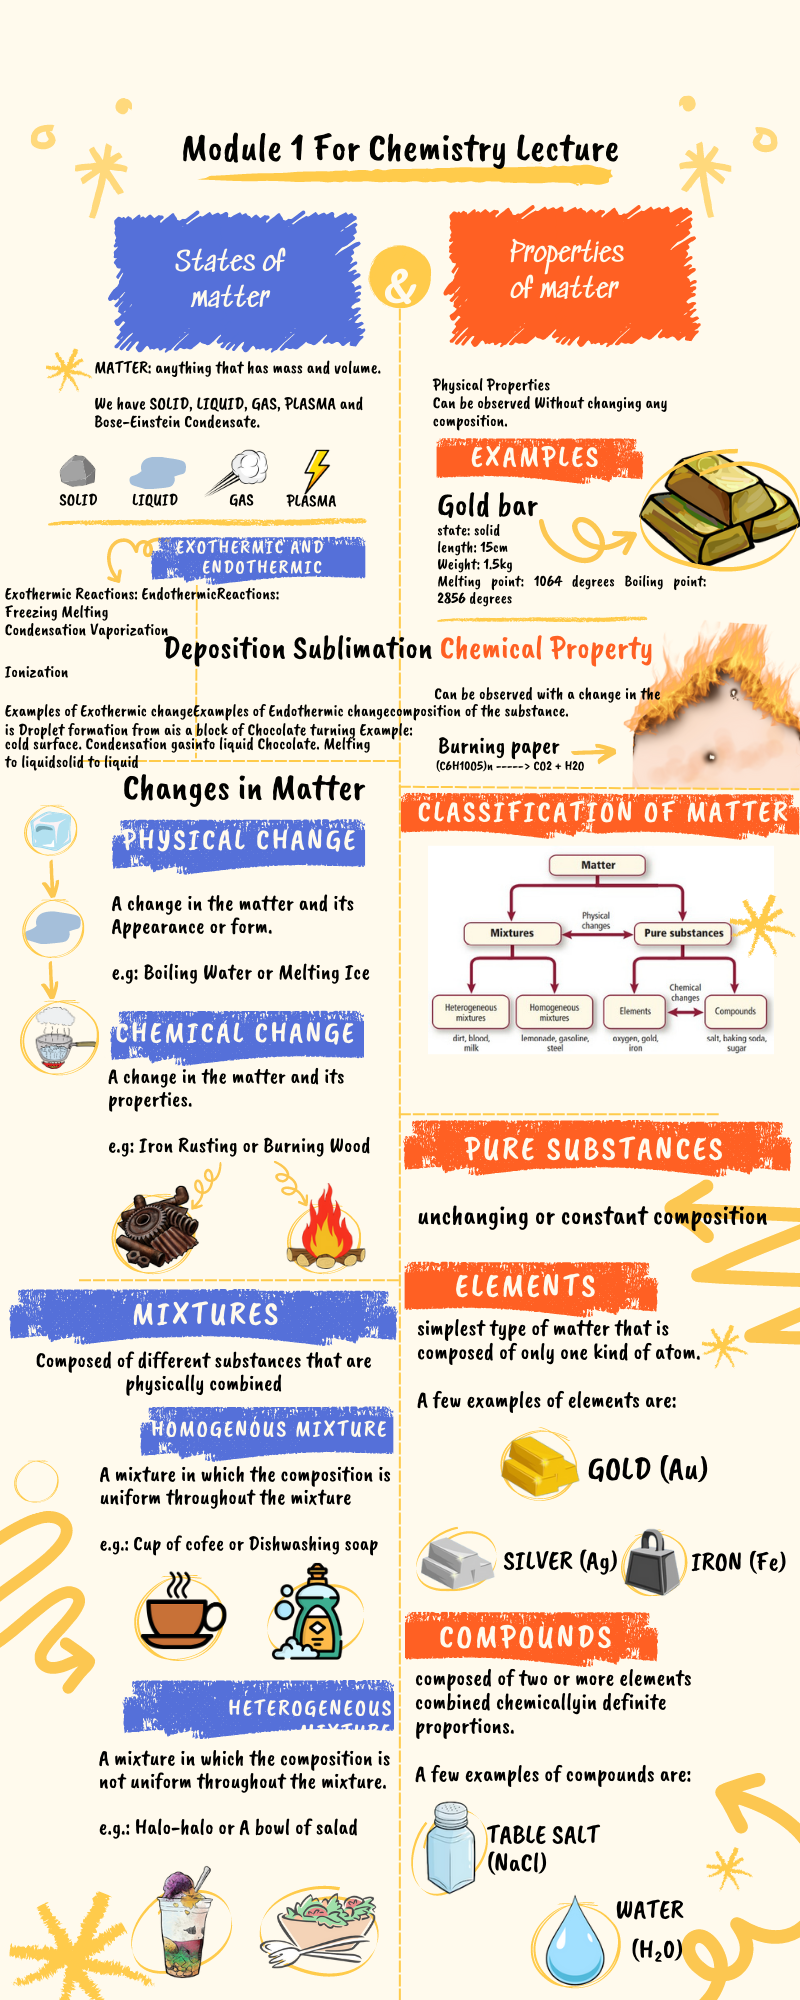 Module 1 For Chemistry Lecture
States of
matter
&
Properties
of matter
MATTER: anything that has mass and volume.
We have SOLID, LIQUID, GAS, PLASMA and
Bose-Einstein Condensate.
SOLID
LIQUID
GAS
PLASMA
EXOTHERMIC AND
ENDOTHERMIC
Exothermic Reactions: EndothermicReactions:
Freezing Melting
Condensation Vaporization
Deposition Sublimation
Ionization
Examples of Exothermic changeExamples of Endothermic change
is Droplet formation from ais a block of Chocolate turning Example:
cold surface. Condensation gasinto liquid Chocolate. Melting
to liquidsolid to liquid
Physical Properties
Can be observed Without changing any
composition.
EXAMPLES
Gold bar
state: solid
length: 15cm
Weight: 1.5kg
Melting point: 1064 degrees Boiling point:
2856 degrees
Chemical Property
Can be observed with a change in the
composition of the substance.
Burning paper
(C6H1005)n -----> CO2 + H2O
Changes in Matter
PHYSICAL CHANGE
A change in the matter and its
Appearance or form.
e.g: Boiling Water or Melting Ice
CHEMICAL CHANGE
A change in the matter and its
properties.
e.g: Iron Rusting or Burning Wood
CLASSIFICATION OF MATTER
Matter
Mixtures
Physical
changes
Pure substances
Heterogeneous
mixtures
Homogeneous
mixtures
Elements
Chemical
changes
Compounds
dirt, blood,
milk
lemonade, gasoline,
steel
oxygen, gold,
iron
salt, baking soda,
sugar
PURE SUBSTANCES
unchanging or constant composition
ELEMENTS
simplest type of matter that is
composed of only one kind of atom.
A few examples of elements are:
GOLD (Au)
SILVER (Ag)
IRON (Fe)
COMPOUNDS
composed of two or more elements
combined chemicallyin definite
proportions.
A few examples of compounds are:
TABLE SALT
(NaCl)
WATER
(H₂O)
MIXTURES
Composed of different substances that are
physically combined
HOMOGENOUS MIXTURE
A mixture in which the composition is
uniform throughout the mixture
e.g.: Cup of cofee or Dishwashing soap
HETEROGENEOUS
MIXTURE
A mixture in which the composition is
not uniform throughout the mixture.
e.g.: Halo-halo or A bowl of salad